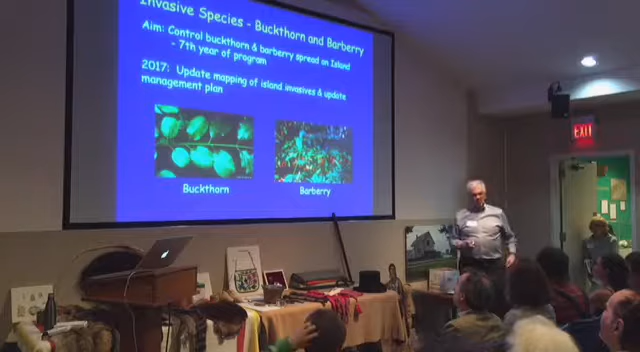 Invasive Species - Buckthorn and Barberry
Aim: Control buckthorn & barberry spread on Island
- 7th year of program
2017: Update mapping of island invasives & update
management plan
Buckthorn
Barberry
EXIT